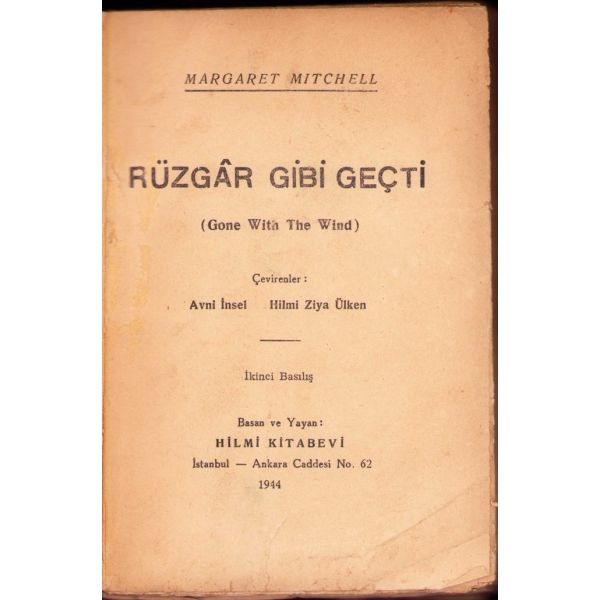 MARGARET MITCHELL
RÜZGÂR GİBİ GEÇTİ
(Gone With The Wind)
Çevirenler :
Avni İnsel Hilmi Ziya Ülken
İkinci Basılış
Basan ve Yayan :
HİLMİ KİTABEVİ
İstanbul — Ankara Caddesi No. 62
1944